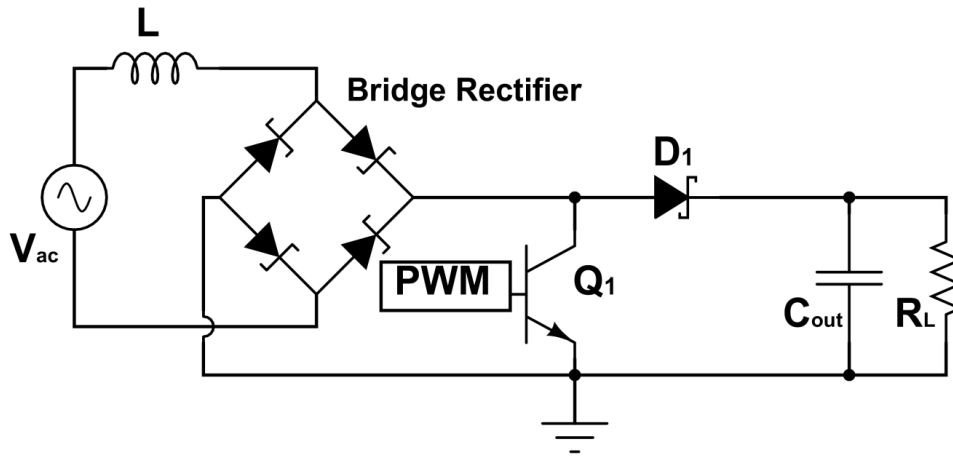 L
Bridge Rectifier
D1
Vac
PWM
Q1
Cout
RL